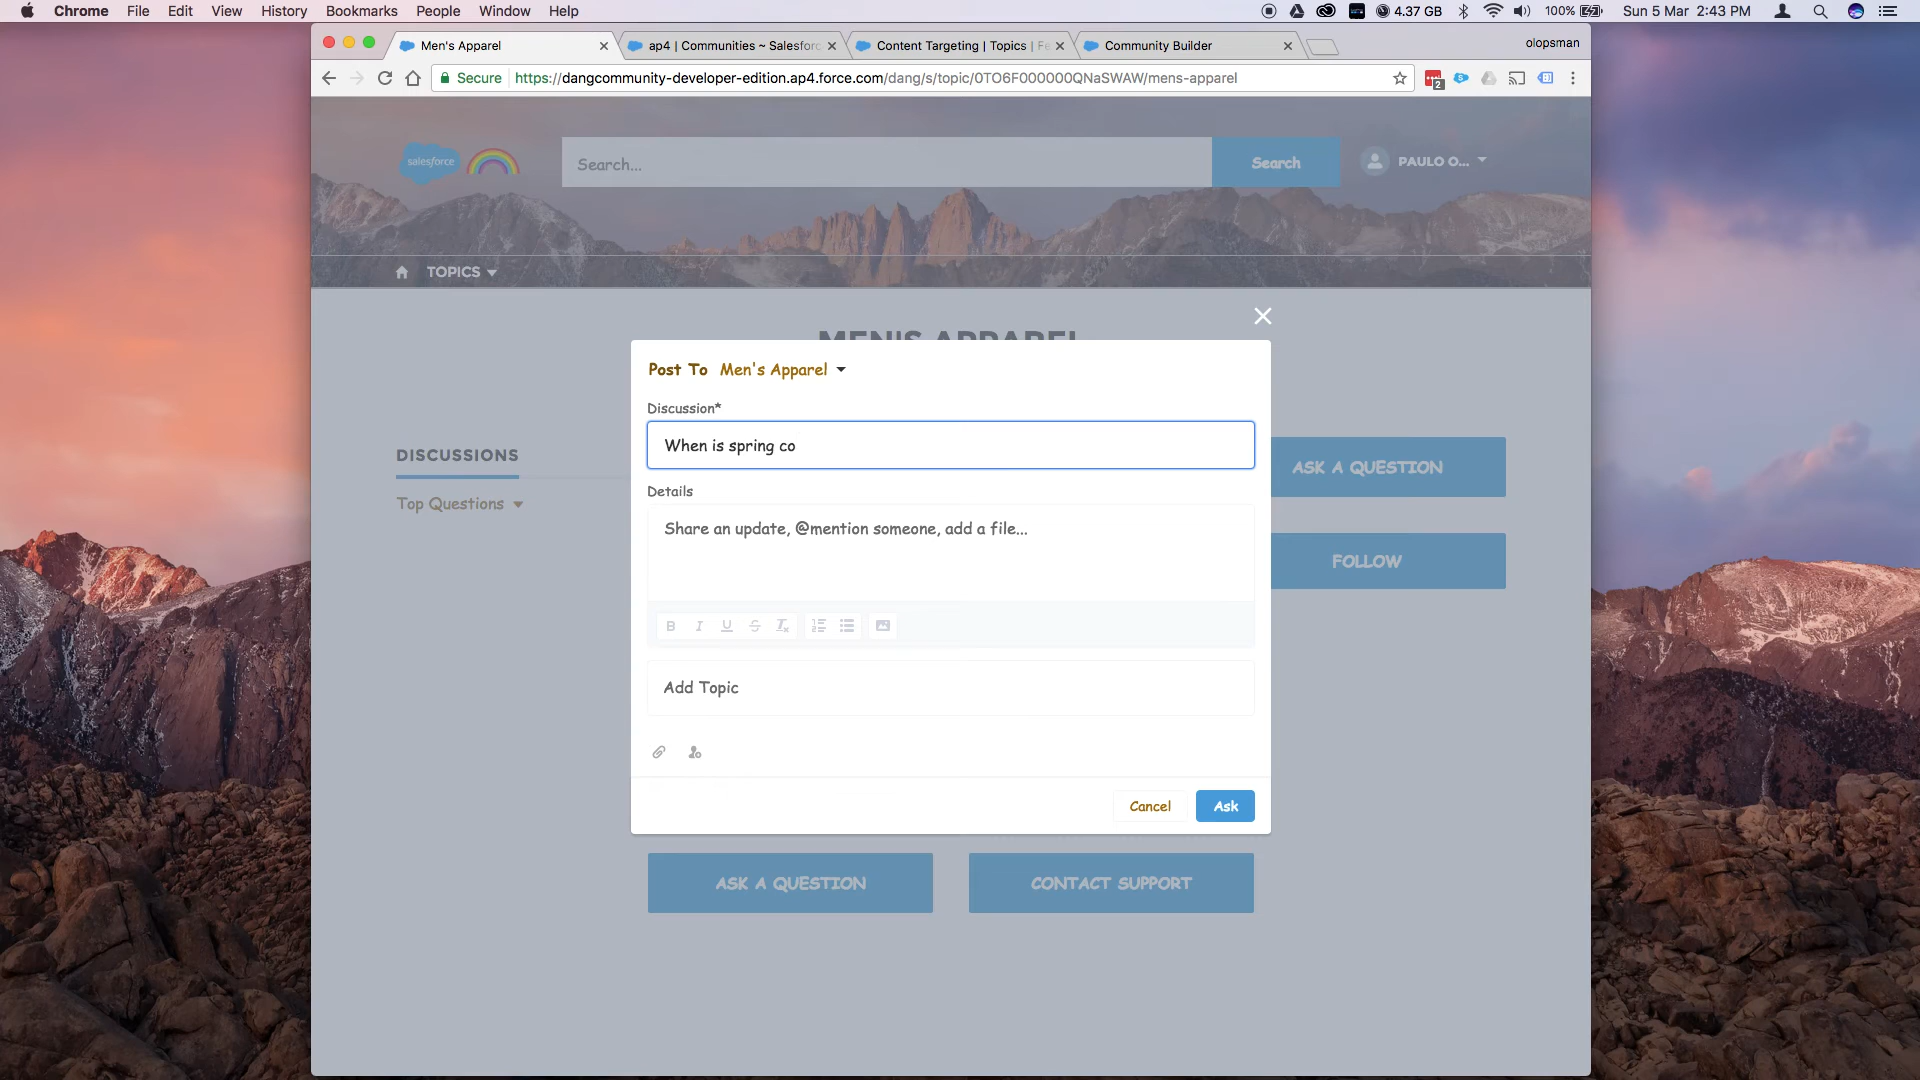 Chrome File Edit View History Bookmarks People Window Help 4.37 GB 100% Sun 5 Mar 2:43 PM
Men's Apparel ap4 | Communities ~ Salesforc Content Targeting | Topics | Fe Community Builder olopsman
Secure https://dangcommunity-developer-edition.ap4.force.com/dang/s/topic/0TO6F000000QNaSWAW/mens-apparel 2
salesforce Search... Search PAULO O...
TOPICS
MEN'S APPAREL
Post To Men's Apparel
Discussion*
When is spring co
DISCUSSIONS
ASK A QUESTION
Details
Top Questions
Share an update, @mention someone, add a file...
FOLLOW
B I U S Tx
Add Topic
Cancel Ask
ASK A QUESTION CONTACT SUPPORT